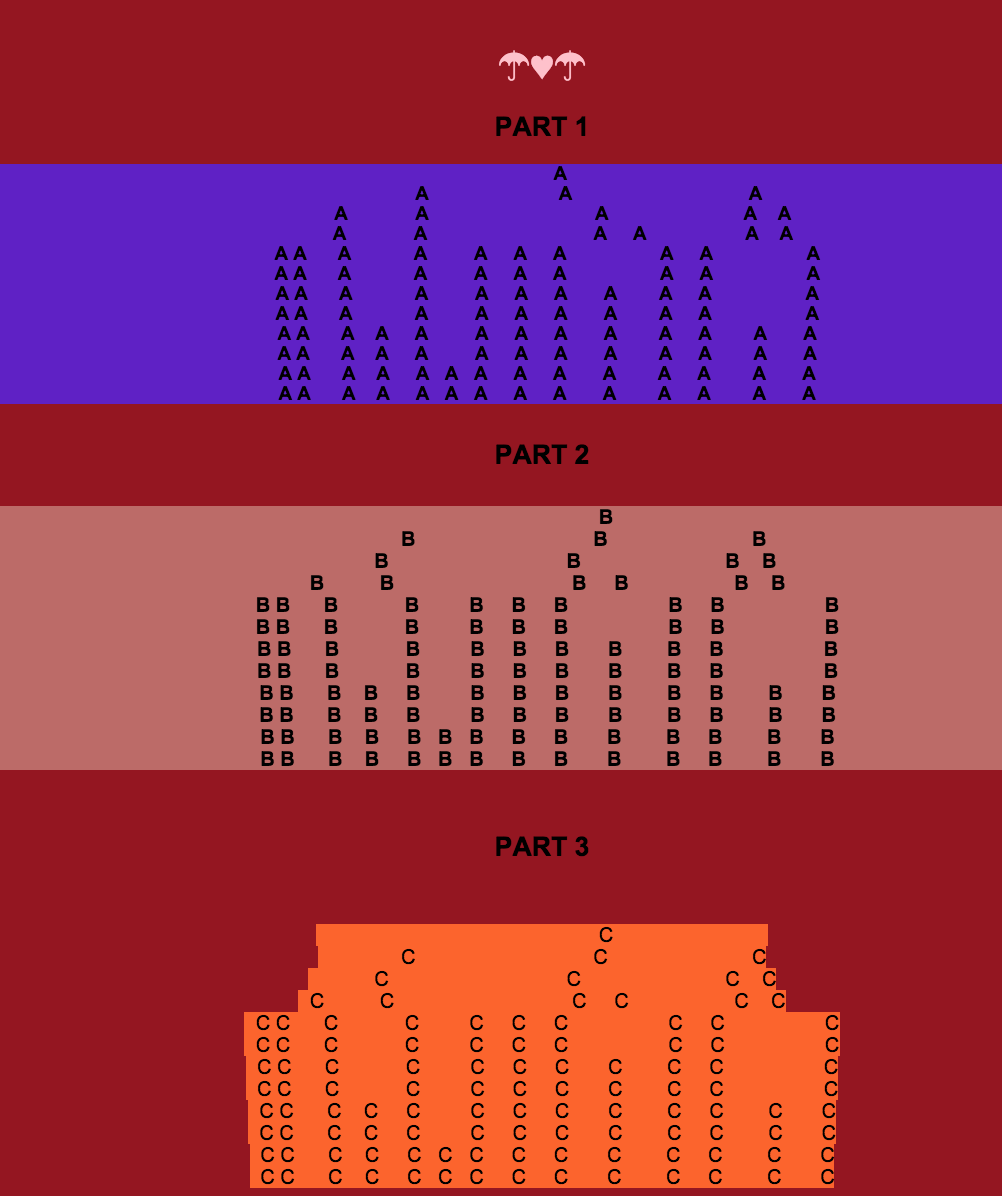 ☂♥☂
PART 1
A
A A A
A A A A A
A A A A A A
A A A A A A A A A A
A A A A A A A A A A
A A A A A A A A A A A
A A A A A A A A A A A
A A A A A A A A A A A A A
A A A A A A A A A A A A A
A A A A A A A A A A A A A A
A A A A A A A A A A A A A A
PART 2
B
B B B
B B B B
B B B B B B
B B B B B B B B B B
B B B B B B B B B B
B B B B B B B B B B B
B B B B B B B B B B B
B B B B B B B B B B B B B
B B B B B B B B B B B B B
B B B B B B B B B B B B B B
B B B B B B B B B B B B B B
PART 3
C
C C C
C C C C
C C C C C C
C C C C C C C C C C
C C C C C C C C C C
C C C C C C C C C C C
C C C C C C C C C C C
C C C C C C C C C C C C C
C C C C C C C C C C C C C
C C C C C C C C C C C C C C
C C C C C C C C C C C C C C